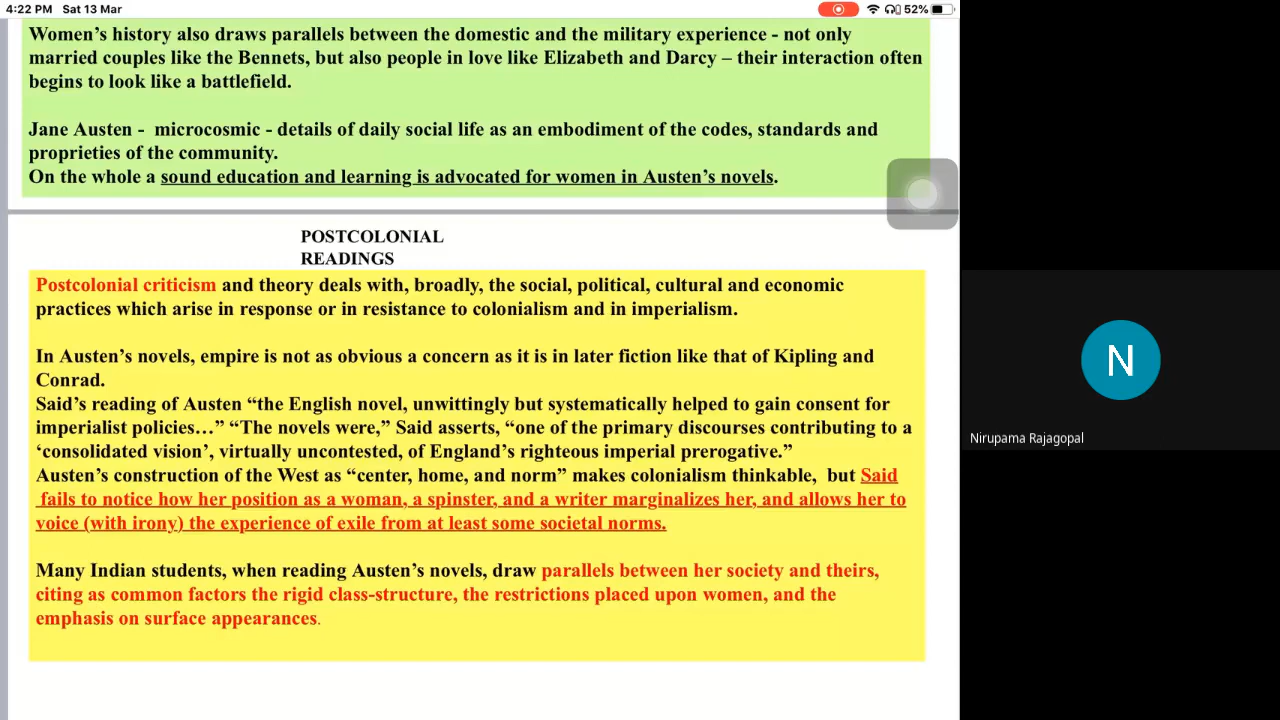 4:22 PM Sat 13 Mar
52%
Women’s history also draws parallels between the domestic and the military experience - not only
married couples like the Bennets, but also people in love like Elizabeth and Darcy – their interaction often
begins to look like a battlefield.
Jane Austen - microcosmic - details of daily social life as an embodiment of the codes, standards and
proprieties of the community.
On the whole a sound education and learning is advocated for women in Austen’s novels.
POSTCOLONIAL
READINGS
Postcolonial criticism and theory deals with, broadly, the social, political, cultural and economic
practices which arise in response or in resistance to colonialism and in imperialism.
In Austen’s novels, empire is not as obvious a concern as it is in later fiction like that of Kipling and
Conrad.
Said’s reading of Austen “the English novel, unwittingly but systematically helped to gain consent for
imperialist policies…” “The novels were,” Said asserts, “one of the primary discourses contributing to a
‘consolidated vision’, virtually uncontested, of England’s righteous imperial prerogative.”
Austen’s construction of the West as “center, home, and norm” makes colonialism thinkable, but Said
fails to notice how her position as a woman, a spinster, and a writer marginalizes her, and allows her to
voice (with irony) the experience of exile from at least some societal norms.
Many Indian students, when reading Austen’s novels, draw parallels between her society and theirs,
citing as common factors the rigid class-structure, the restrictions placed upon women, and the
emphasis on surface appearances.
N
Nirupama Rajagopal